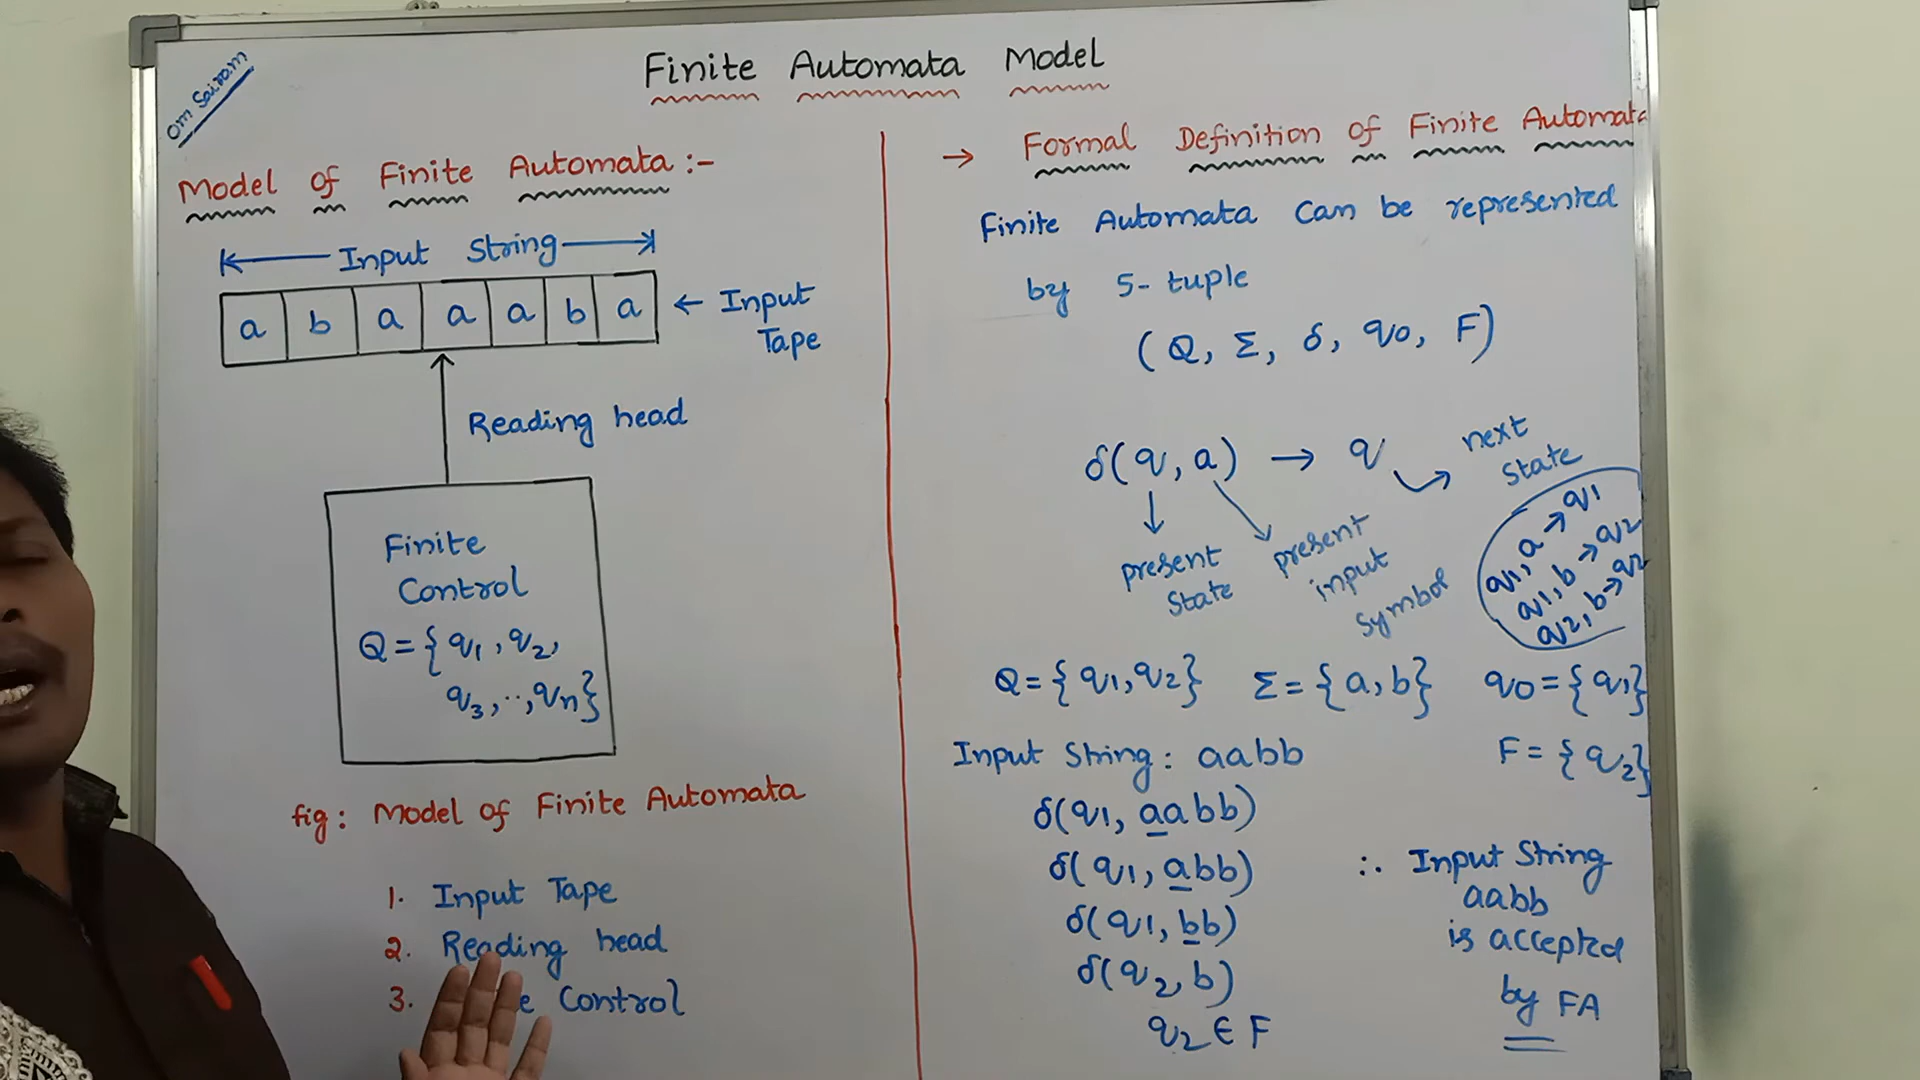 Finite Automata Model
Om Sairam
Model of Finite Automata :-
Input String
a b a a a b a
← Input
Tape
Reading head
Finite
Control
Q = {q1, q2,
q3, .., qn}
fig: Model of Finite Automata
1. Input Tape
2. Reading head
3. Control
→ Formal Definition of Finite Automata
Finite Automata can be represented
by 5-tuple
(Q, Σ, δ, q0, F)
δ(q, a) → q
next
state
present
state
present
input
symbol
q1, a → q1
q1, b → q2
q2, b → q2
Q = {q1, q2} Σ = {a, b} q0 = {q1}
Input String: aabb F = {q2}
δ(q1, aabb)
δ(q1, abb)
δ(q1, bb)
δ(q2, b)
q2 ∈ F
∴ Input String
aabb
is accepted
by FA